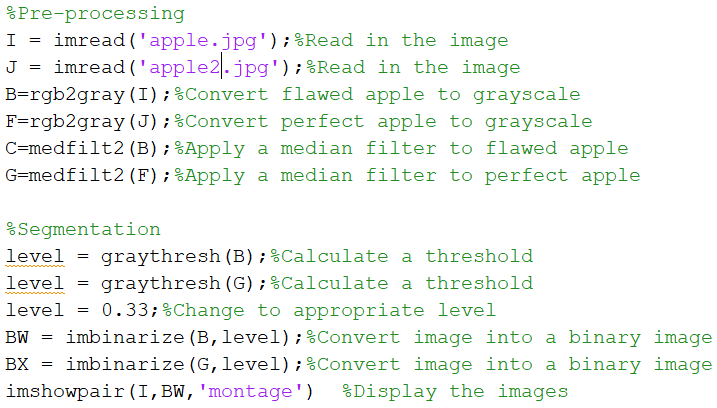 %Pre-processing
I = imread('apple.jpg');%Read in the image
J = imread('apple2.jpg');%Read in the image
B=rgb2gray(I);%Convert flawed apple to grayscale
F=rgb2gray(J);%Convert perfect apple to grayscale
C=medfilt2(B);%Apply a median filter to flawed apple
G=medfilt2(F);%Apply a median filter to perfect apple
%Segmentation
level = graythresh(B);%Calculate a threshold
level = graythresh(G);%Calculate a threshold
level = 0.33;%Change to appropriate level
BW = imbinarize(B,level);%Convert image into a binary image
BX = imbinarize(G,level);%Convert image into a binary image
imshowpair(I,BW,'montage')  %Display the images